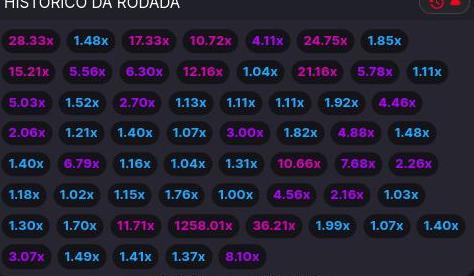 HISTÓRICO DA RODADA
28.33x 1.48x 17.33x 10.72x 4.11x 24.75x 1.85x
15.21x 5.56x 6.30x 12.16x 1.04x 21.16x 5.78x 1.11x
5.03x 1.52x 2.70x 1.13x 1.11x 1.11x 1.92x 4.46x
2.06x 1.21x 1.40x 1.07x 3.00x 1.82x 4.88x 1.48x
1.40x 6.79x 1.16x 1.04x 1.31x 10.66x 7.68x 2.26x
1.18x 1.02x 1.15x 1.76x 1.00x 4.56x 2.16x 1.03x
1.30x 1.70x 11.71x 1258.01x 36.21x 1.99x 1.07x 1.40x
3.07x 1.49x 1.41x 1.37x 8.10x